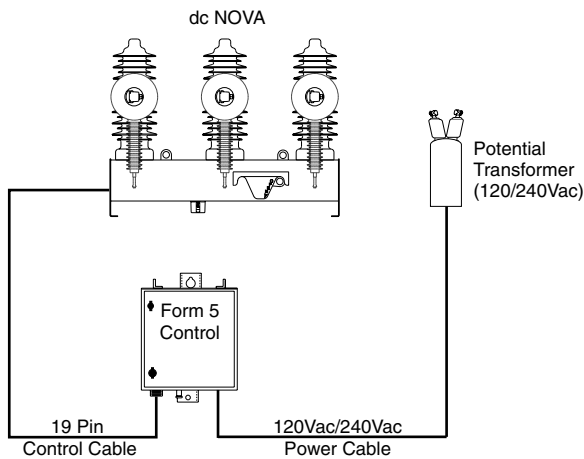 dc NOVA
Potential
Transformer
(120/240Vac)
Form 5
Control
19 Pin
Control Cable
120Vac/240Vac
Power Cable